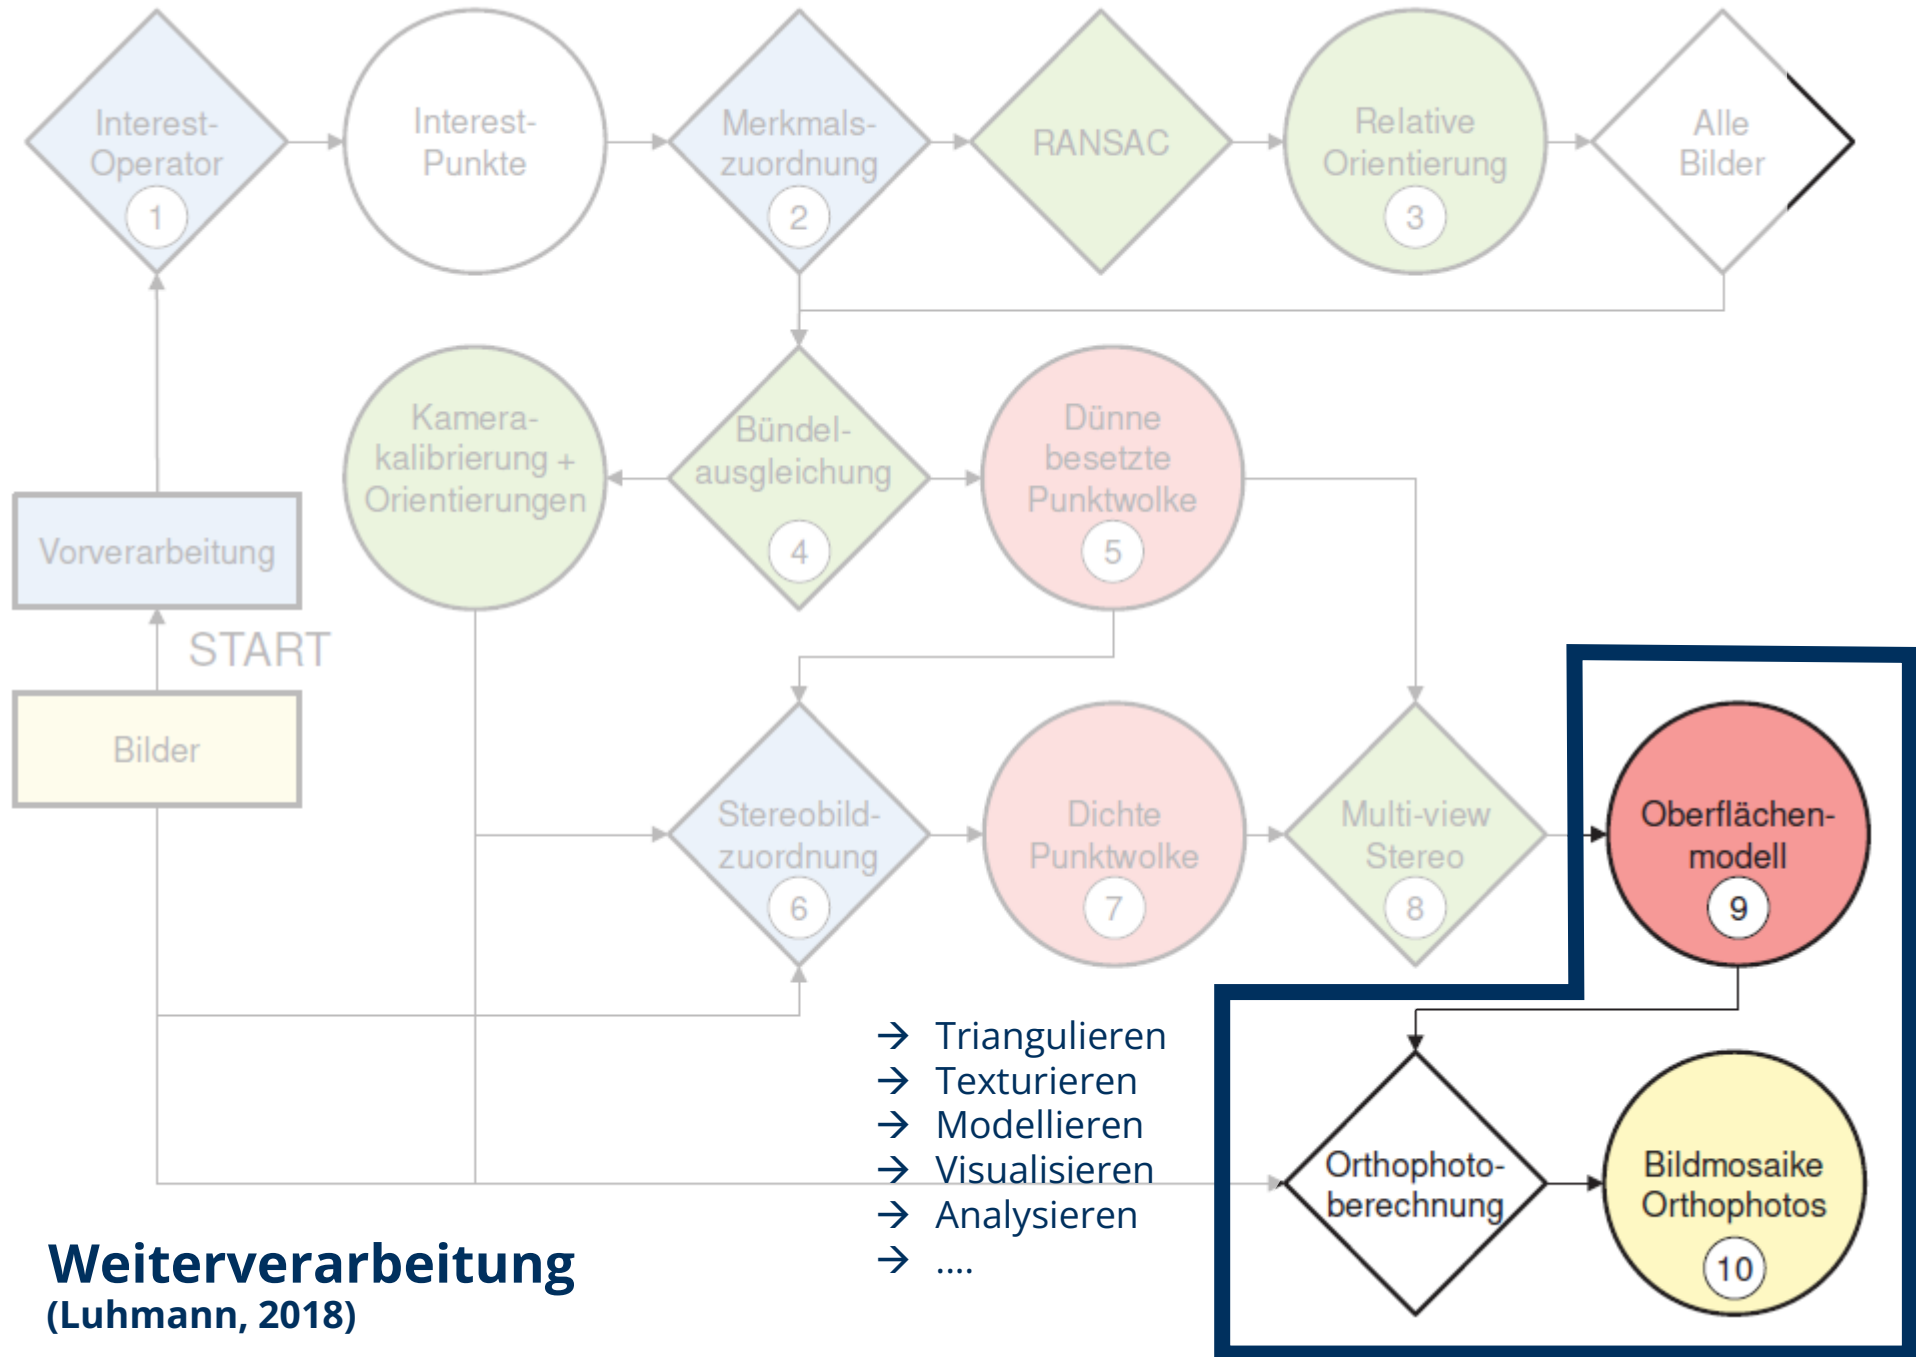 Interest-
Operator
1
Interest-
Punkte
Merkmals-
zuordnung
2
RANSAC
Relative
Orientierung
3
Alle
Bilder
Kamera-
kalibrierung +
Orientierungen
Bündel-
ausgleichung
4
Dünne
besetzte
Punktwolke
5
Vorverarbeitung
START
Bilder
Stereobild-
zuordnung
6
Dichte
Punktwolke
7
Multi-view
Stereo
8
Oberflächen-
modell
9
→ Triangulieren
→ Texturieren
→ Modellieren
→ Visualisieren
→ Analysieren
→ ....
Orthophoto-
berechnung
Bildmosaike
Orthophotos
10
Weiterverarbeitung
(Luhmann, 2018)